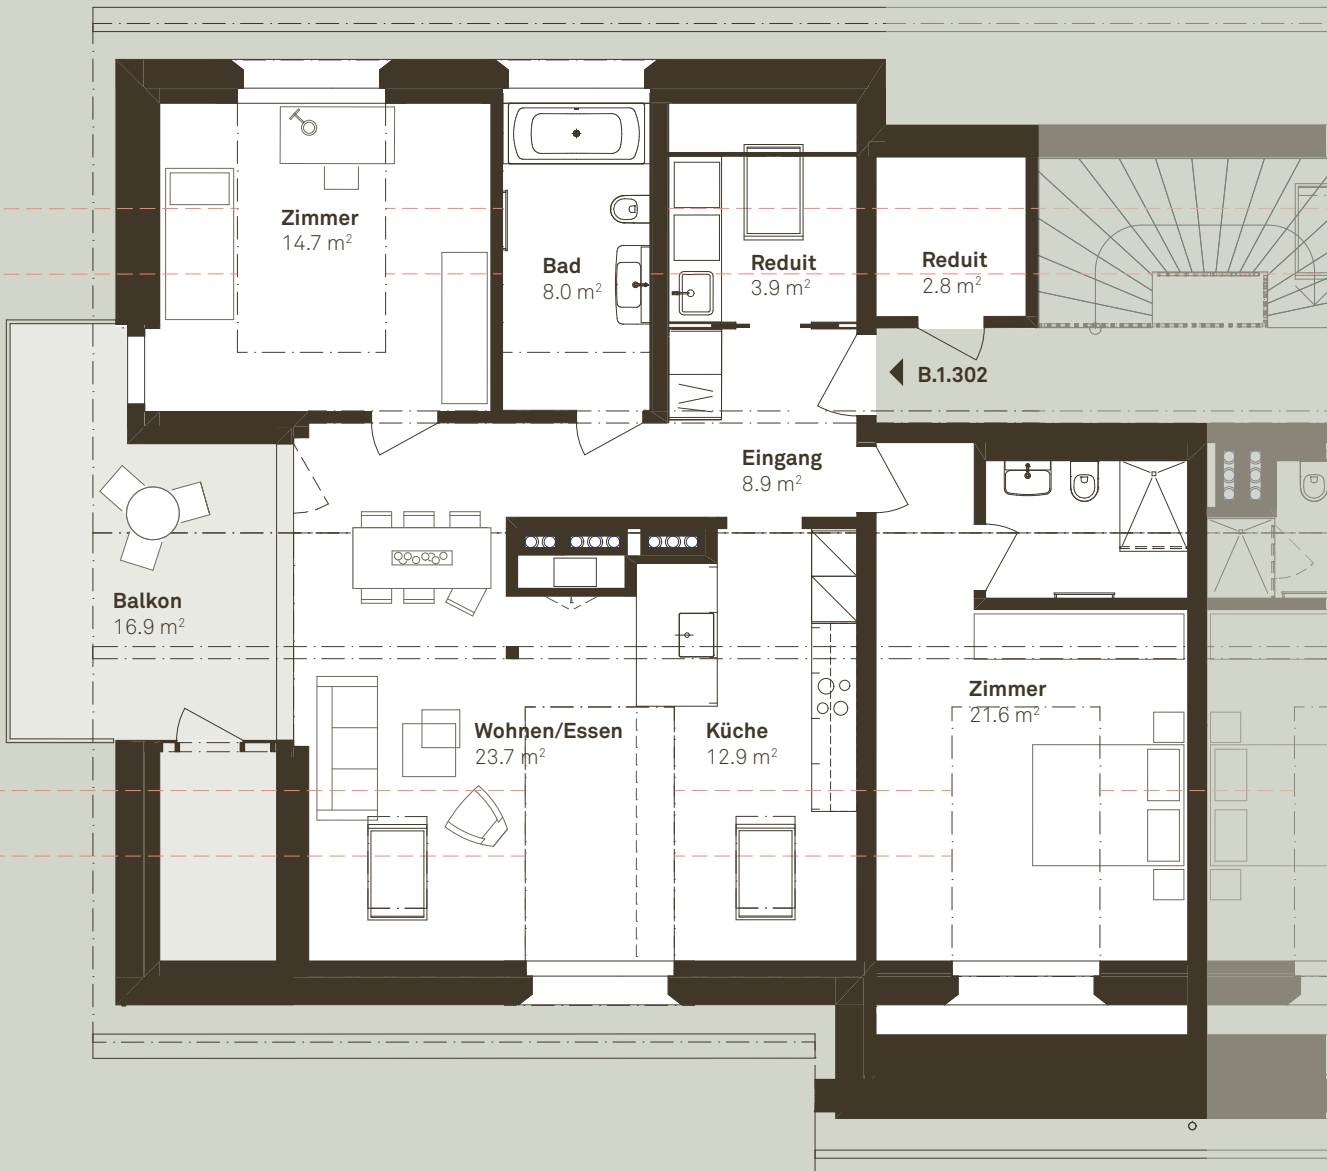 Zimmer
14.7 m²
Bad
8.0 m²
Reduit
3.9 m²
Reduit
2.8 m²
B.1.302
Eingang
8.9 m²
Balkon
16.9 m²
Wohnen/Essen
23.7 m²
Küche
12.9 m²
Zimmer
21.6 m²